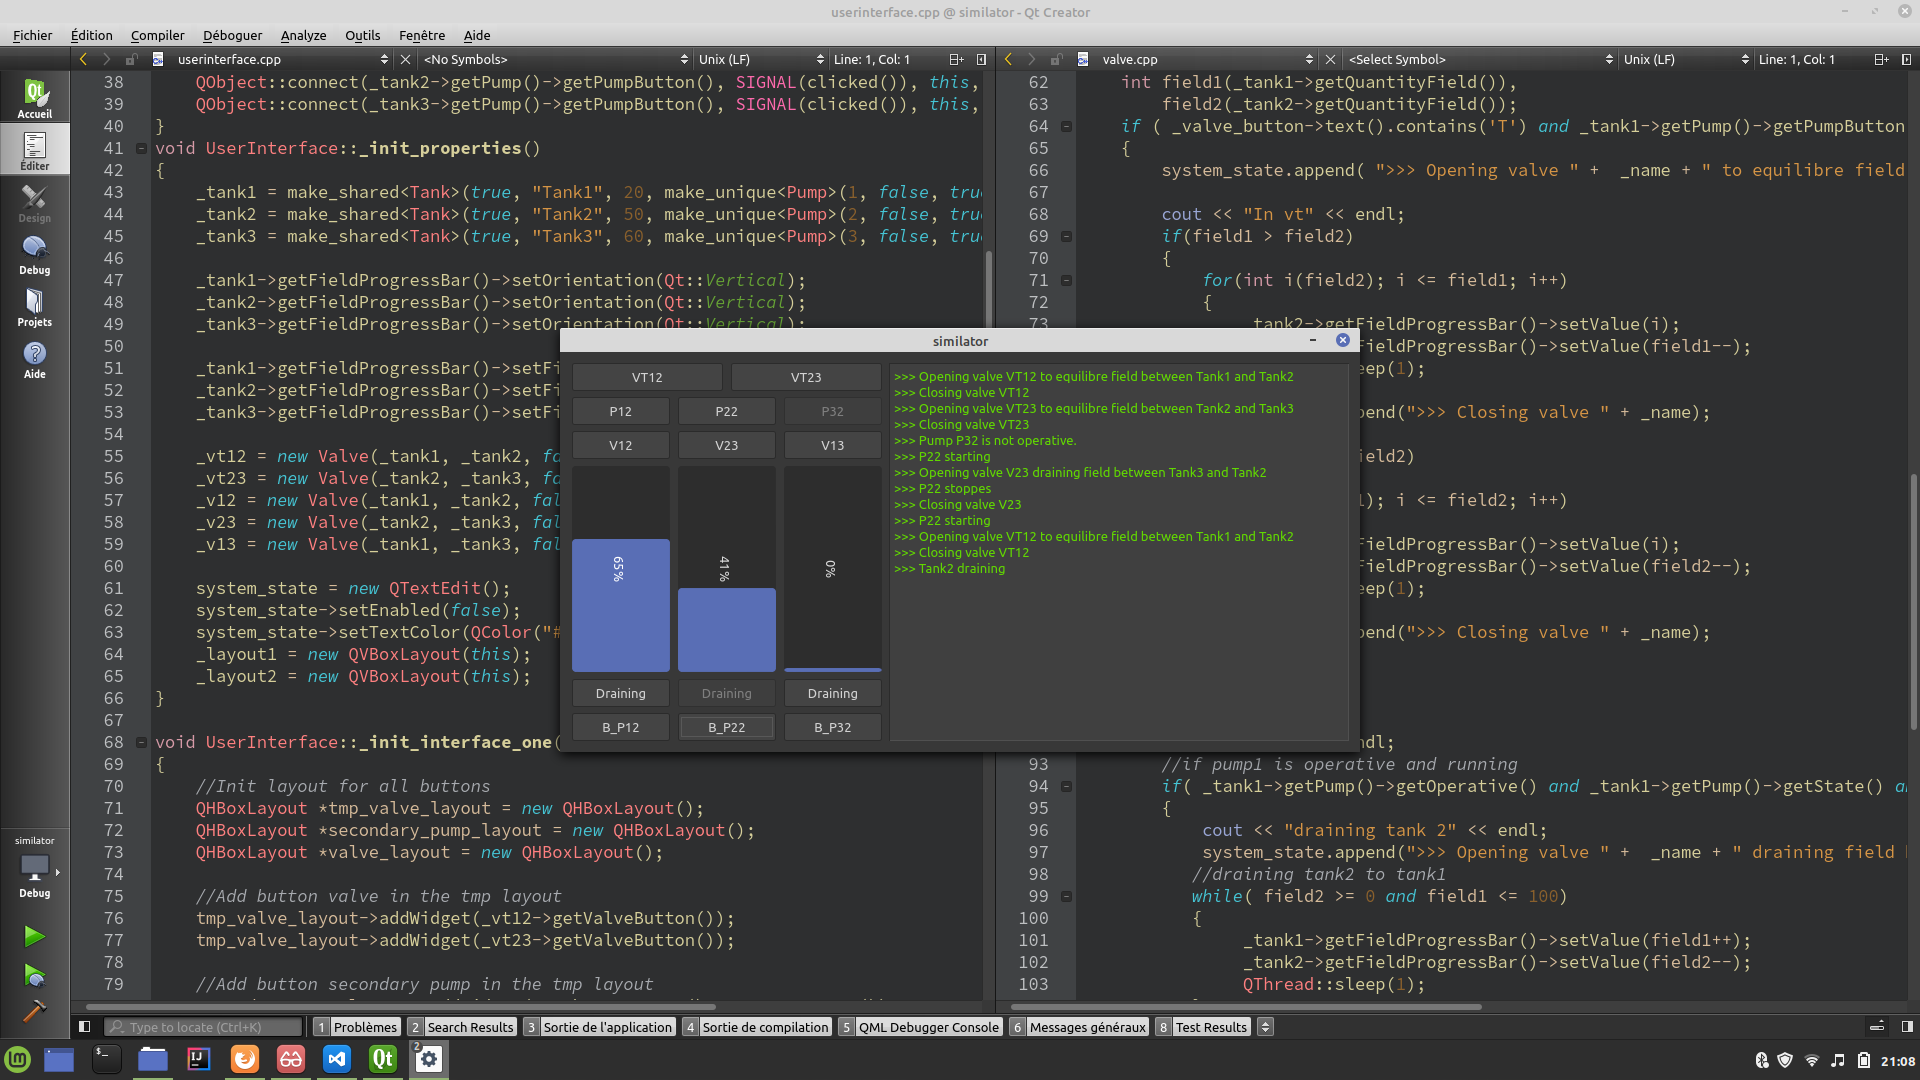 userinterface.cpp @ similator - Qt Creator
Fichier Édition Compiler Déboguer Analyze Outils Fenêtre Aide
userinterface.cpp <No Symbols> Unix (LF) Line: 1, Col: 1
valve.cpp <Select Symbol> Unix (LF) Line: 1, Col: 1
Accueil
Éditer
Design
Debug
Projets
Aide
similator
Debug
38 QObject::connect(_tank2->getPump()->getPumpButton(), SIGNAL(clicked()), this,
39 QObject::connect(_tank3->getPump()->getPumpButton(), SIGNAL(clicked()), this,
40 }
41 void UserInterface::_init_properties()
42 {
43 _tank1 = make_shared<Tank>(true, "Tank1", 20, make_unique<Pump>(1, false, tru
44 _tank2 = make_shared<Tank>(true, "Tank2", 50, make_unique<Pump>(2, false, tru
45 _tank3 = make_shared<Tank>(true, "Tank3", 60, make_unique<Pump>(3, false, tru
46
47 _tank1->getFieldProgressBar()->setOrientation(Qt::Vertical);
48 _tank2->getFieldProgressBar()->setOrientation(Qt::Vertical);
49 _tank3->getFieldProgressBar()->setOrientation(Qt::Vertical);
50
51 _tank1->getFieldProgressBar()->setFi
52 _tank2->getFieldProgressBar()->setFi
53 _tank3->getFieldProgressBar()->setFi
54
55 _vt12 = new Valve(_tank1, _tank2, fa
56 _vt23 = new Valve(_tank2, _tank3, fa
57 _v12 = new Valve(_tank1, _tank2, fal
58 _v23 = new Valve(_tank2, _tank3, fal
59 _v13 = new Valve(_tank1, _tank3, fal
60
61 system_state = new QTextEdit();
62 system_state->setEnabled(false);
63 system_state->setTextColor(QColor("#
64 _layout1 = new QVBoxLayout(this);
65 _layout2 = new QVBoxLayout(this);
66 }
67
68 void UserInterface::_init_interface_one(
69 {
70 //Init layout for all buttons
71 QHBoxLayout *tmp_valve_layout = new QHBoxLayout();
72 QHBoxLayout *secondary_pump_layout = new QHBoxLayout();
73 QHBoxLayout *valve_layout = new QHBoxLayout();
74
75 //Add button valve in the tmp layout
76 tmp_valve_layout->addWidget(_vt12->getValveButton());
77 tmp_valve_layout->addWidget(_vt23->getValveButton());
78
79 //Add button secondary pump in the tmp layout
62 int field1(_tank1->getQuantityField()),
63 field2(_tank2->getQuantityField());
64 if ( _valve_button->text().contains('T') and _tank1->getPump()->getPumpButton
65 {
66 system_state.append( ">>> Opening valve " + _name + " to equilibre field
67
68 cout << "In vt" << endl;
69 if(field1 > field2)
70 {
71 for(int i(field2); i <= field1; i++)
72 {
73 _tank2->getFieldProgressBar()->setValue(i);
FieldProgressBar()->setValue(field1--);
eep(1);
pend(">>> Closing valve " + _name);
ield2)
); i <= field2; i++)
FieldProgressBar()->setValue(i);
FieldProgressBar()->setValue(field2--);
eep(1);
pend(">>> Closing valve " + _name);
ndl;
93 //if pump1 is operative and running
94 if( _tank1->getPump()->getOperative() and _tank1->getPump()->getState() a
95 {
96 cout << "draining tank 2" << endl;
97 system_state.append(">>> Opening valve " + _name + " draining field
98 //draining tank2 to tank1
99 while( field2 >= 0 and field1 <= 100)
100 {
101 _tank1->getFieldProgressBar()->setValue(field1++);
102 _tank2->getFieldProgressBar()->setValue(field2--);
103 QThread::sleep(1);
similator
VT12 VT23
P12 P22 P32
V12 V23 V13
65% 41% 0%
Draining Draining Draining
B_P12 B_P22 B_P32
>>> Opening valve VT12 to equilibre field between Tank1 and Tank2
>>> Closing valve VT12
>>> Opening valve VT23 to equilibre field between Tank2 and Tank3
>>> Closing valve VT23
>>> Pump P32 is not operative.
>>> P22 starting
>>> Opening valve V23 draining field between Tank3 and Tank2
>>> P22 stoppes
>>> Closing valve V23
>>> P22 starting
>>> Opening valve VT12 to equilibre field between Tank1 and Tank2
>>> Closing valve VT12
>>> Tank2 draining
Type to locate (Ctrl+K) 1 Problèmes 2 Search Results 3 Sortie de l'application 4 Sortie de compilation 5 QML Debugger Console 6 Messages généraux 8 Test Results
2
21:08